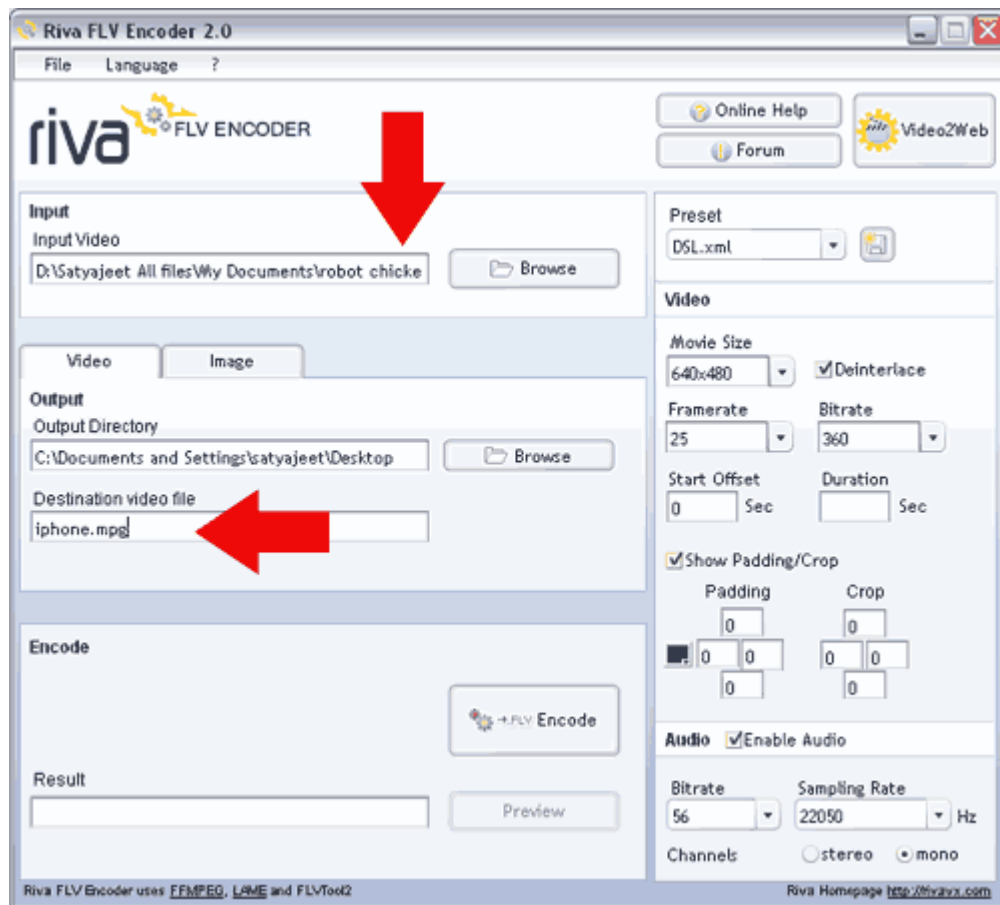 Riva FLV Encoder 2.0
File Language ?
riva FLV ENCODER
Online Help
Forum
Video2Web
Input
Input Video
D:\Satyajeet All files\My Documents\robot chicke
Browse
Preset
DSL.xml
Video
Movie Size
640x480
Deinterlace
Framerate Bitrate
25 360
Start Offset Duration
0 Sec Sec
Show Padding/Crop
Padding Crop
0 0
0 0 0 0
0 0
Audio Enable Audio
Bitrate Sampling Rate
56 22050 Hz
Channels stereo mono
Video Image
Output
Output Directory
C:\Documents and Settings\satyajeet\Desktop
Browse
Destination video file
iphone.mpg
Encode
→.FLV Encode
Result
Preview
Riva FLV Encoder uses FFMPEG, LAME and FLVTool2
Riva Homepage http://rivavx.com